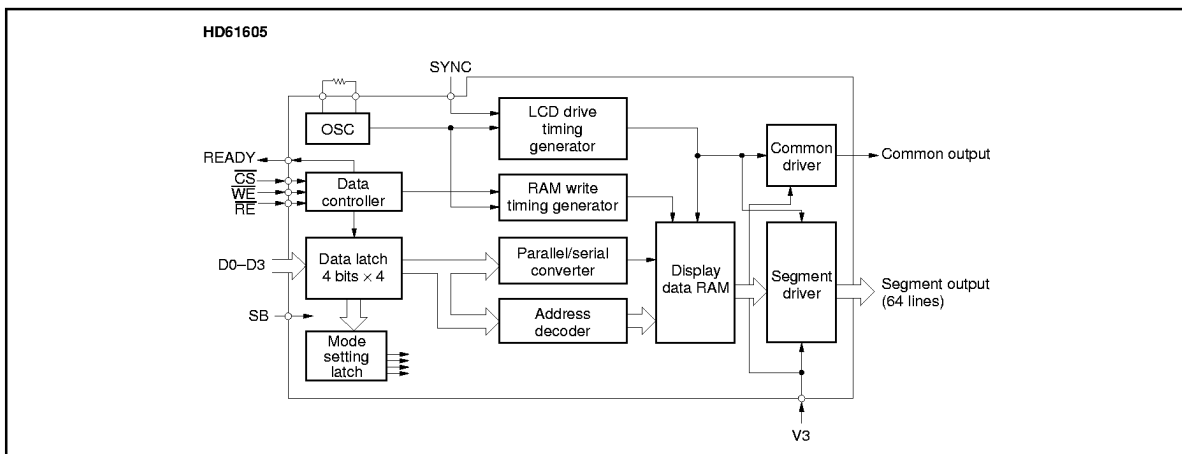 HD61605
SYNC
OSC
LCD drive
timing
generator
Common
driver
Common output
READY
CS
WE
RE
Data
controller
RAM write
timing generator
D0–D3
Data latch
4 bits × 4
Parallel/serial
converter
Display
data RAM
Segment
driver
Segment output
(64 lines)
SB
Address
decoder
Mode
setting
latch
V3